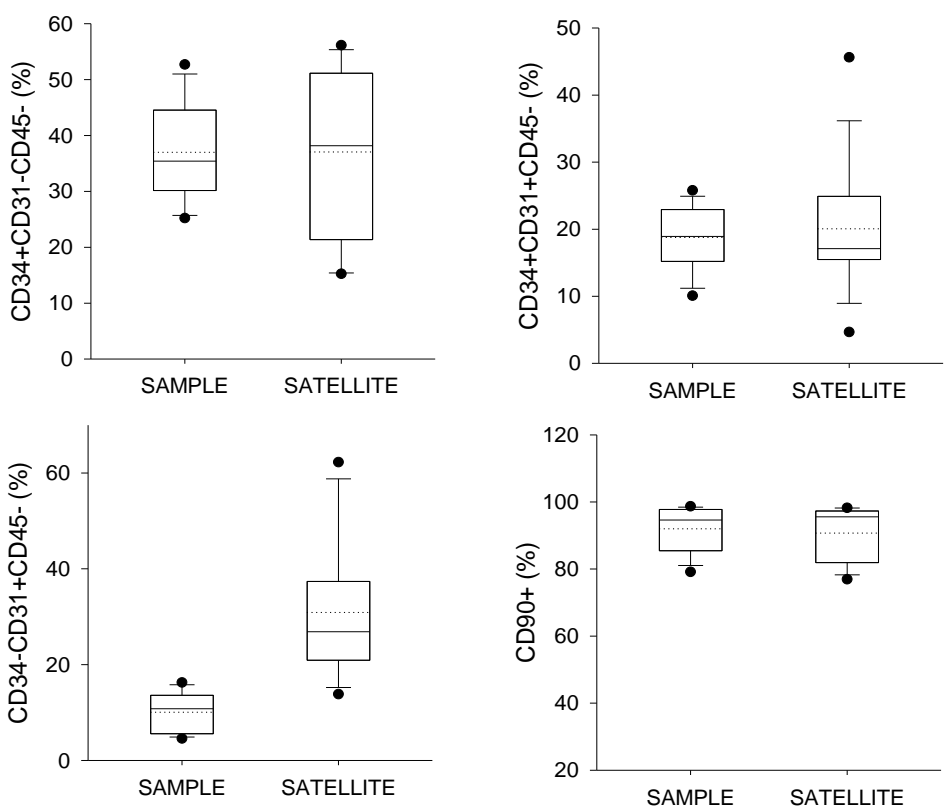 CD34+CD31-CD45- (%)
60
50
40
30
20
10
0
SAMPLE SATELLITE
CD34+CD31+CD45- (%)
50
40
30
20
10
0
SAMPLE SATELLITE
CD34-CD31+CD45- (%)
60
40
20
0
SAMPLE SATELLITE
CD90+ (%)
120
100
80
60
40
20
SAMPLE SATELLITE